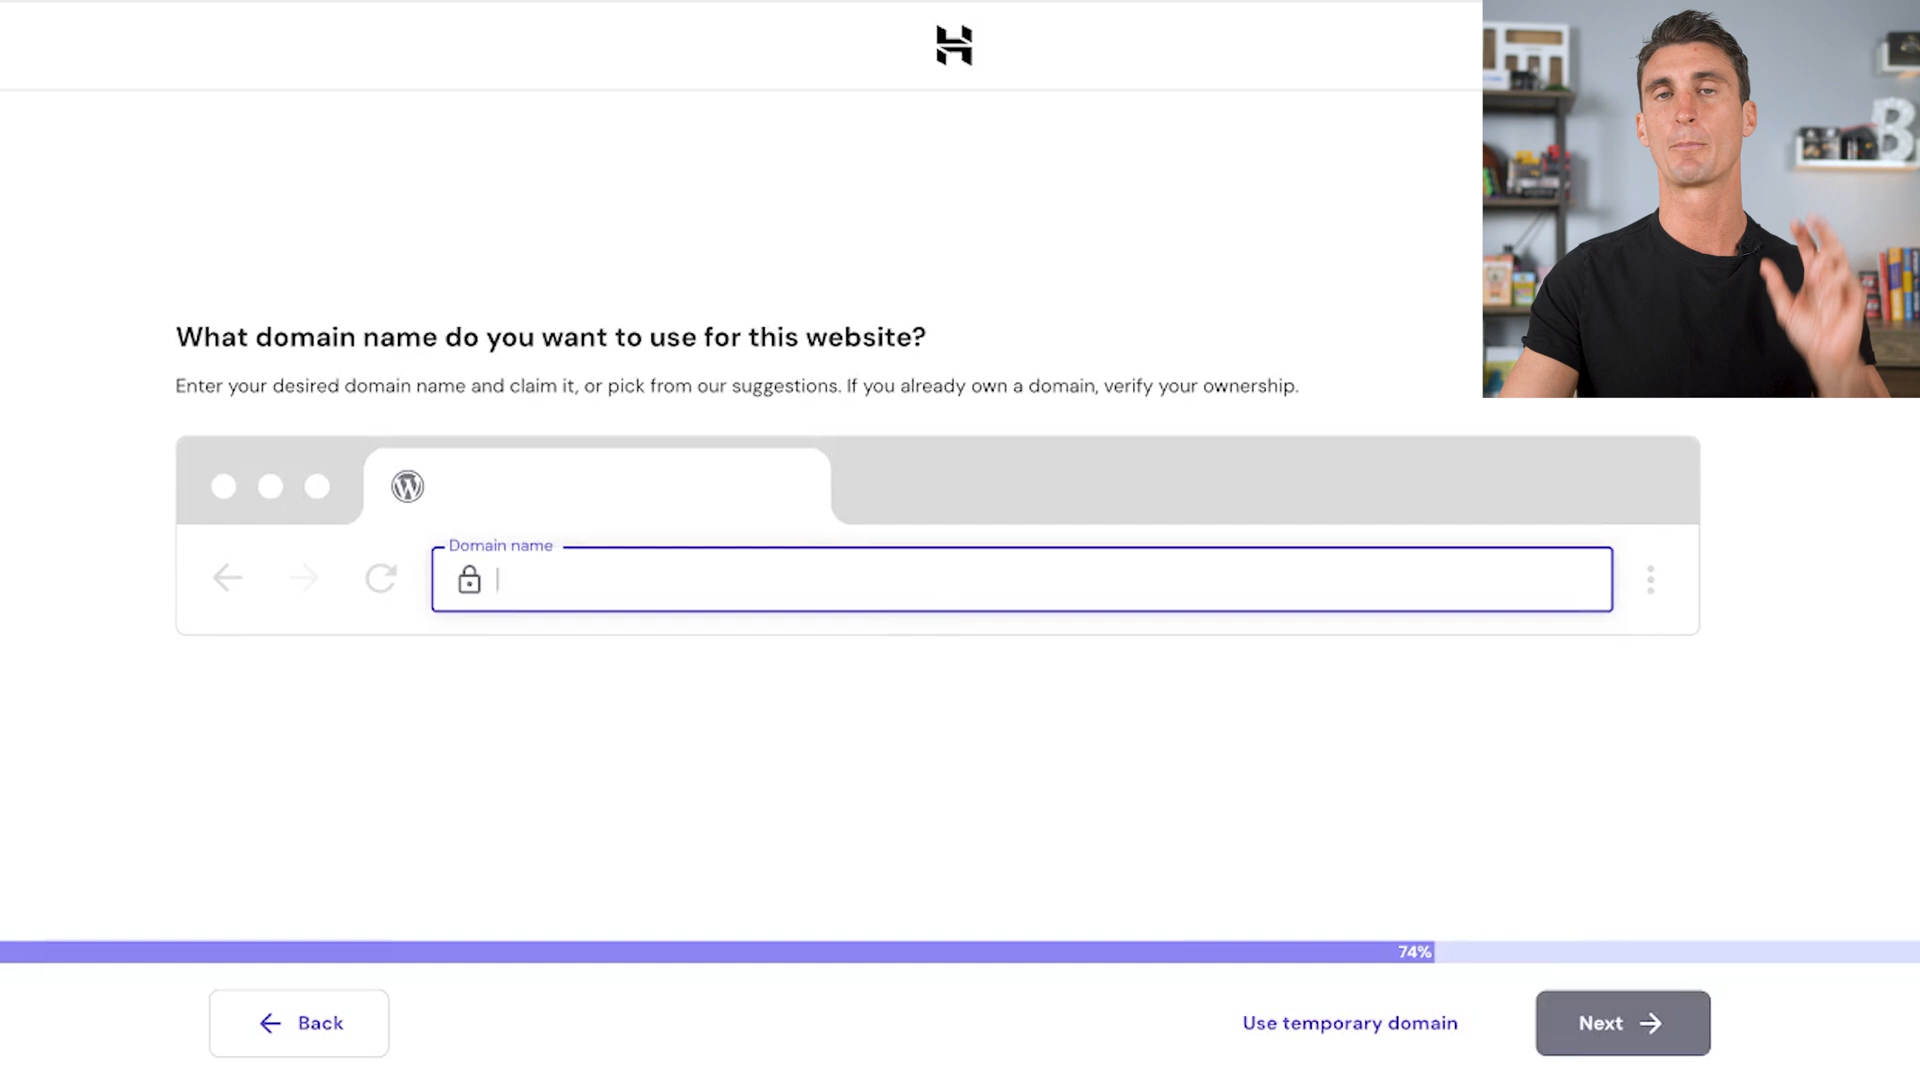 What domain name do you want to use for this website?
Enter your desired domain name and claim it, or pick from our suggestions. If you already own a domain, verify your ownership.
Domain name
74%
Back
Use temporary domain
Next
B